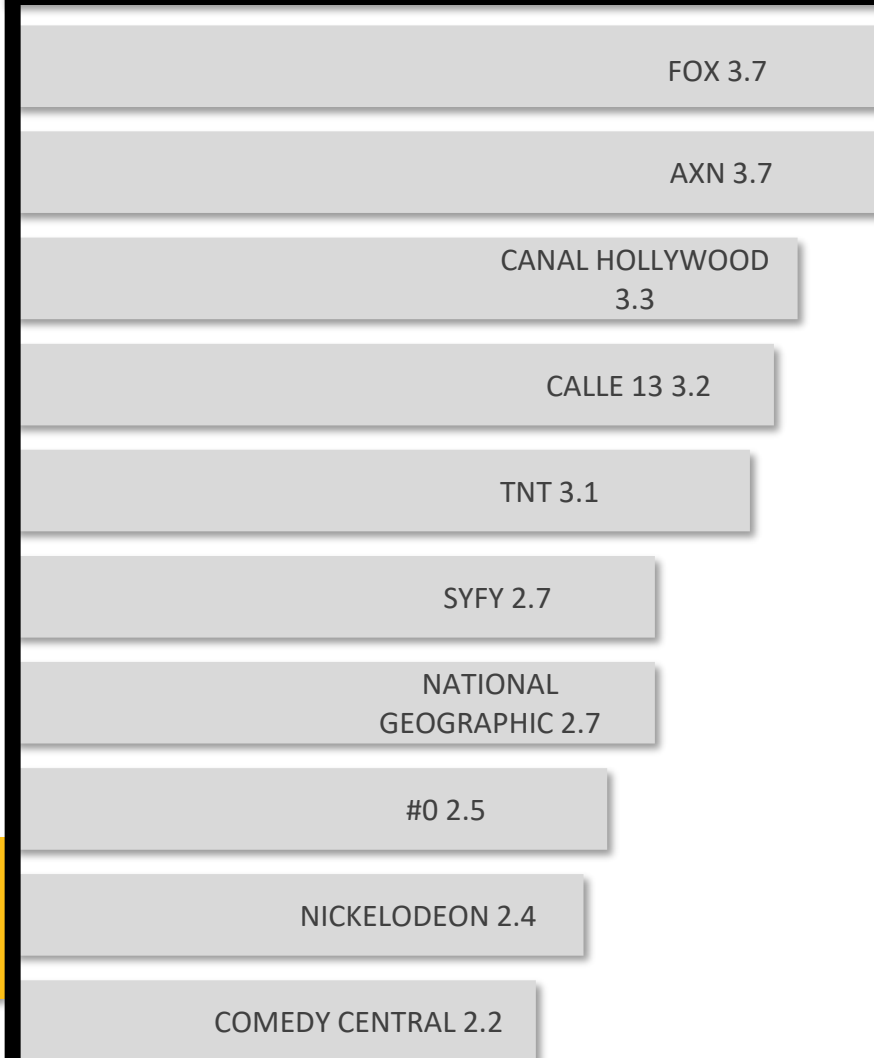 FOX 3.7
AXN 3.7
CANAL HOLLYWOOD
3.3
CALLE 13 3.2
TNT 3.1
SYFY 2.7
NATIONAL
GEOGRAPHIC 2.7
#0 2.5
NICKELODEON 2.4
COMEDY CENTRAL 2.2